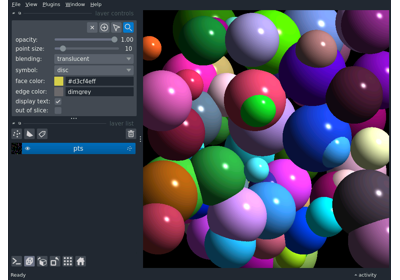 File View Plugins Window Help
layer controls
opacity: 1.00
point size: 10
blending: translucent
symbol: disc
face color: #d3cf4eff
edge color: dimgrey
display text:
out of slice:
layer list
pts
Ready
activity